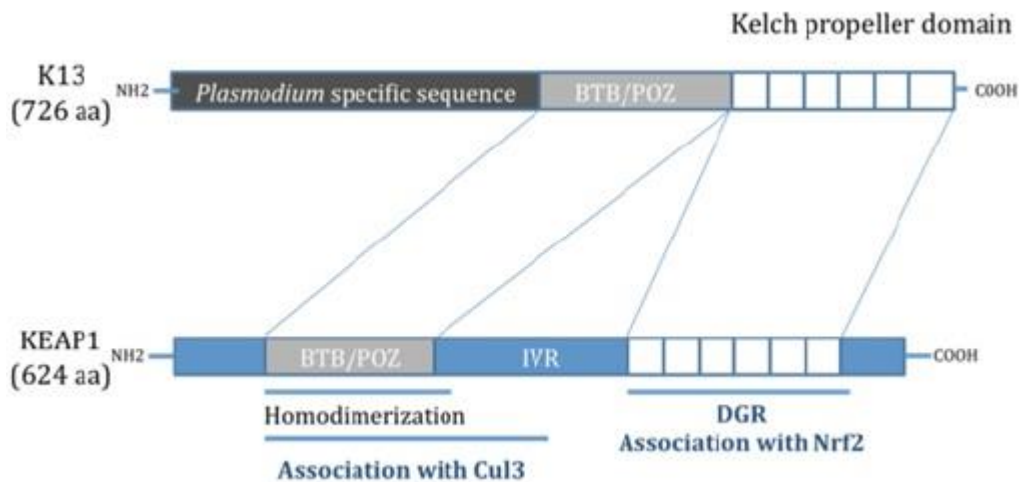 Kelch propeller domain
K13
(726 aa)
NH2
Plasmodium specific sequence
BTB/POZ
COOH
KEAP1
(624 aa)
NH2
BTB/POZ
IVR
COOH
Homodimerization
DGR
Association with Nrf2
Association with Cul3